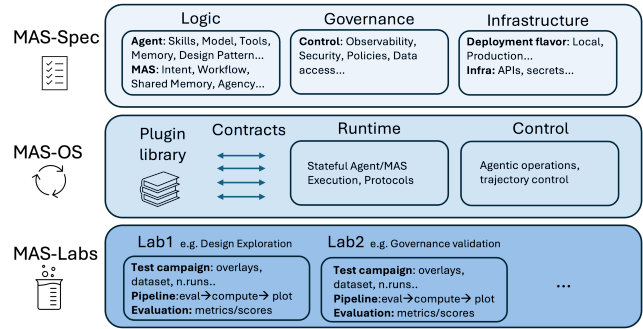 MAS-Spec
Logic
Agent: Skills, Model, Tools,
Memory, Design Pattern...
MAS: Intent, Workflow,
Shared Memory, Agency...
Governance
Control: Observability,
Security, Policies, Data
access...
Infrastructure
Deployment flavor: Local,
Production...
Infra: APIs, secrets...
MAS-OS
Plugin
library
Contracts
Runtime
Stateful Agent/MAS
Execution, Protocols
Control
Agentic operations,
trajectory control
MAS-Labs
Lab1 e.g. Design Exploration
Test campaign: overlays,
dataset, n.runs..
Pipeline:eval→compute→ plot
Evaluation: metrics/scores
Lab2 e.g. Governance validation
Test campaign: overlays,
dataset, n.runs..
Pipeline:eval→compute→ plot
Evaluation: metrics/scores
...